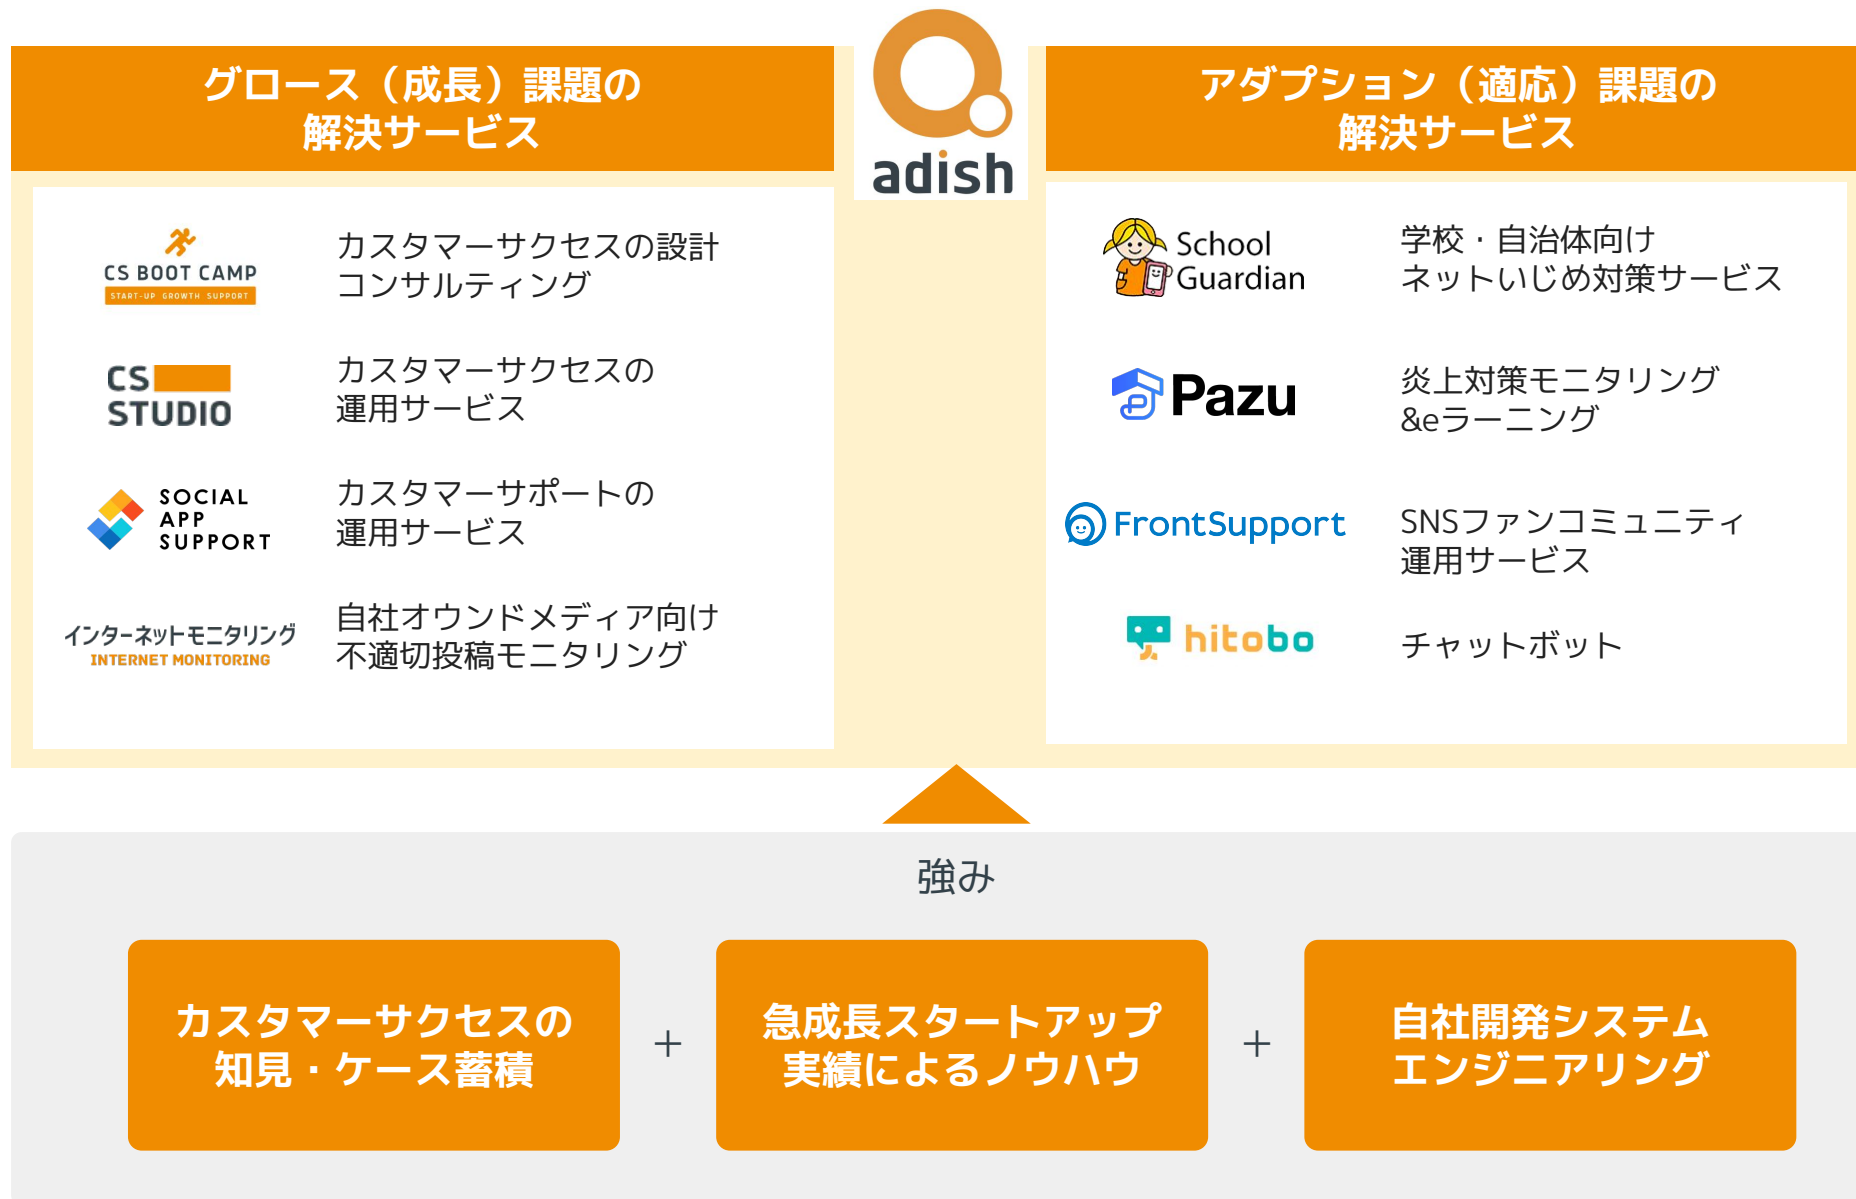 グロース（成長）課題の
解決サービス
adish
アダプション（適応）課題の
解決サービス
CS BOOT CAMP
START-UP GROWTH SUPPORT
カスタマーサクセスの設計
コンサルティング
CS
STUDIO
カスタマーサクセスの
運用サービス
SOCIAL
APP
SUPPORT
カスタマーサポートの
運用サービス
インターネットモニタリング
INTERNET MONITORING
自社オウンドメディア向け
不適切投稿モニタリング
School
Guardian
学校・自治体向け
ネットいじめ対策サービス
Pazu
炎上対策モニタリング
&eラーニング
FrontSupport
SNSファンコミュニティ
運用サービス
hitobo
チャットボット
強み
カスタマーサクセスの
知見・ケース蓄積
＋
急成長スタートアップ
実績によるノウハウ
＋
自社開発システム
エンジニアリング